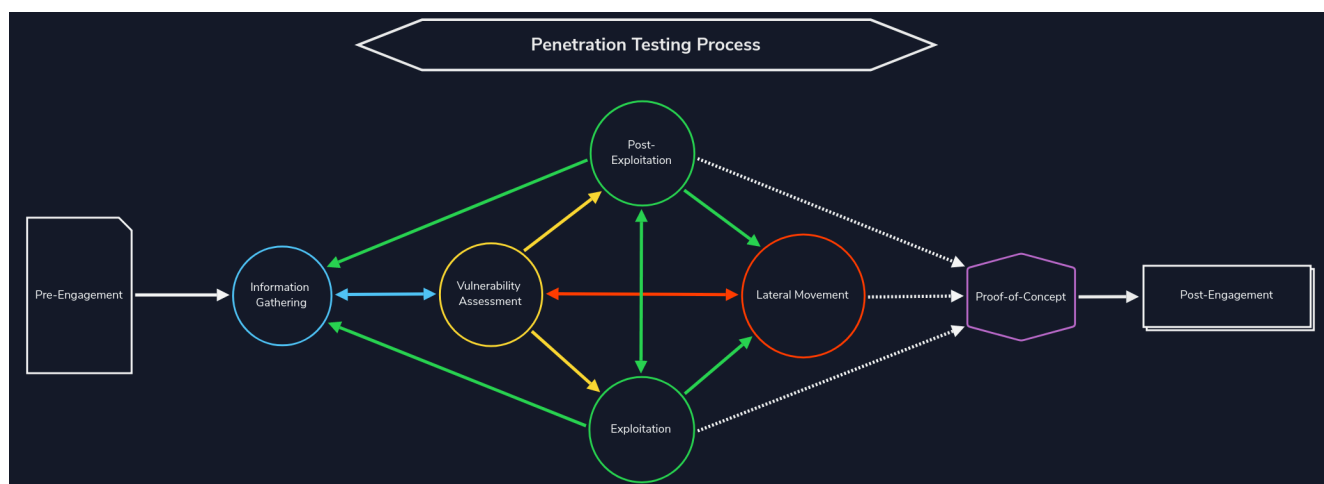 Penetration Testing Process
Post-
Exploitation
Pre-Engagement
Information
Gathering
Vulnerability
Assessment
Lateral Movement
Proof-of-Concept
Post-Engagement
Exploitation